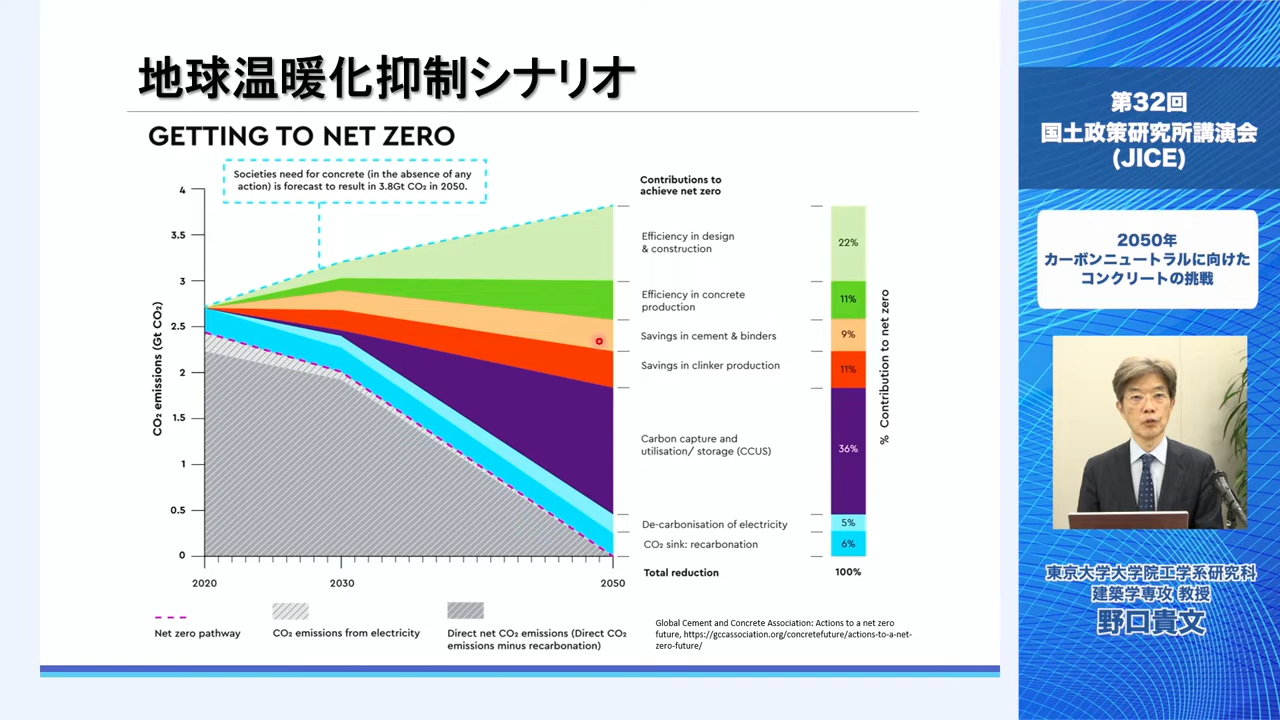 地球温暖化抑制シナリオ
GETTING TO NET ZERO
Societies need for concrete (in the absence of any
action) is forecast to result in 3.8Gt CO₂ in 2050.
CO₂ emissions (Gt CO₂)
4
3.5
3
2.5
2
1.5
1
0.5
0
2020
2030
2050
Contributions to
achieve net zero
Efficiency in design
& construction
22%
Efficiency in concrete
production
11%
Savings in cement & binders
9%
Savings in clinker production
11%
Carbon capture and
utilisation/ storage (CCUS)
36%
De-carbonisation of electricity
5%
CO₂ sink: recarbonation
6%
Total reduction
100%
% Contribution to net zero
Net zero pathway
CO₂ emissions from electricity
Direct net CO₂ emissions (Direct CO₂
emissions minus recarbonation)
Global Cement and Concrete Association: Actions to a net zero
future, https://gccassociation.org/concretefuture/actions-to-a-net-
zero-future/
第32回
国土政策研究所講演会
(JICE)
2050年
カーボンニュートラルに向けた
コンクリートの挑戦
東京大学大学院工学系研究科
建築学専攻 教授
野口貴文